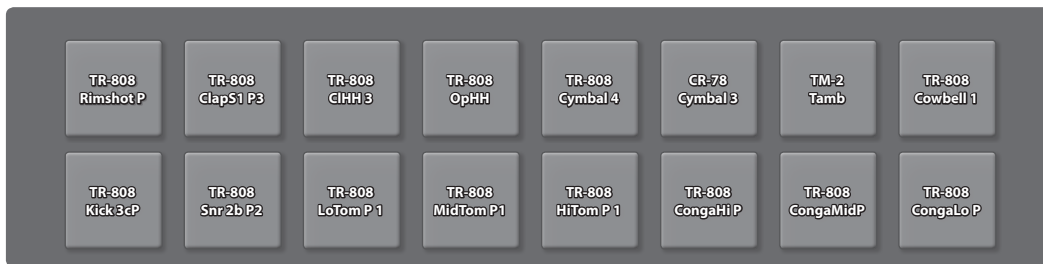 TR-808
Rimshot P
TR-808
ClapS1 P3
TR-808
ClHH 3
TR-808
OpHH
TR-808
Cymbal 4
CR-78
Cymbal 3
TM-2
Tamb
TR-808
Cowbell 1
TR-808
Kick 3cP
TR-808
Snr 2b P2
TR-808
LoTom P 1
TR-808
MidTom P1
TR-808
HiTom P 1
TR-808
CongaHi P
TR-808
CongaMidP
TR-808
CongaLo P